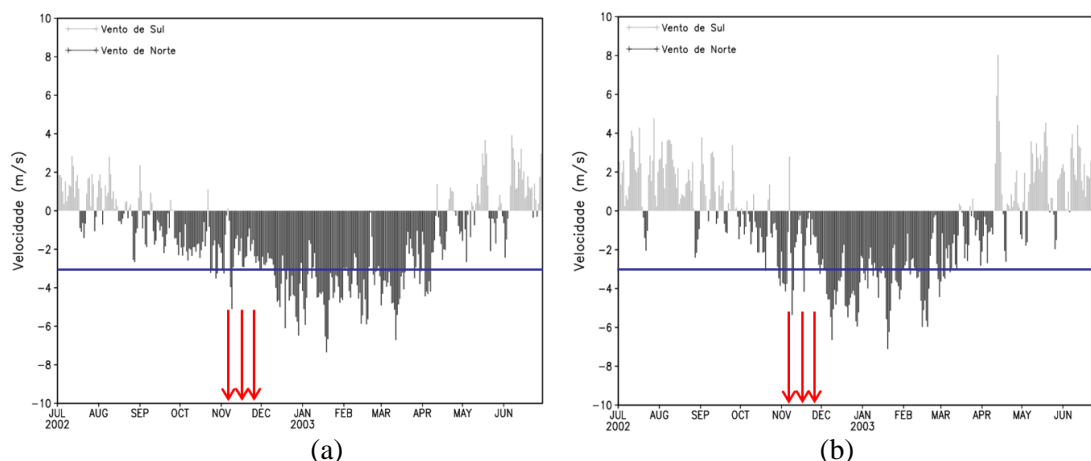 10
Vento de Sul
8
Vento de Norte
6
4
2
0
-2
-4
-6
-8
-10
Velocidade (m/s)
JUL AUG SEP OCT NOV DEC JAN FEB MAR APR MAY JUN
2002 2003
(a)
10
Vento de Sul
8
Vento de Norte
6
4
2
0
-2
-4
-6
-8
-10
Velocidade (m/s)
JUL AUG SEP OCT NOV DEC JAN FEB MAR APR MAY JUN
2002 2003
(b)